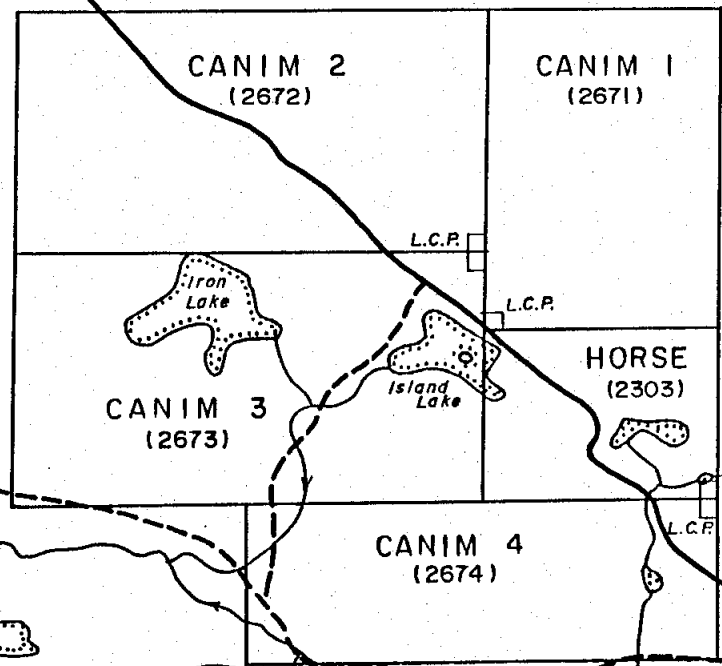 CANIM 2
(2672)
CANIM 1
(2671)
L.C.P.
Iron
Lake
L.C.P.
Island
Lake
HORSE
(2303)
CANIM 3
(2673)
L.C.P.
CANIM 4
(2674)